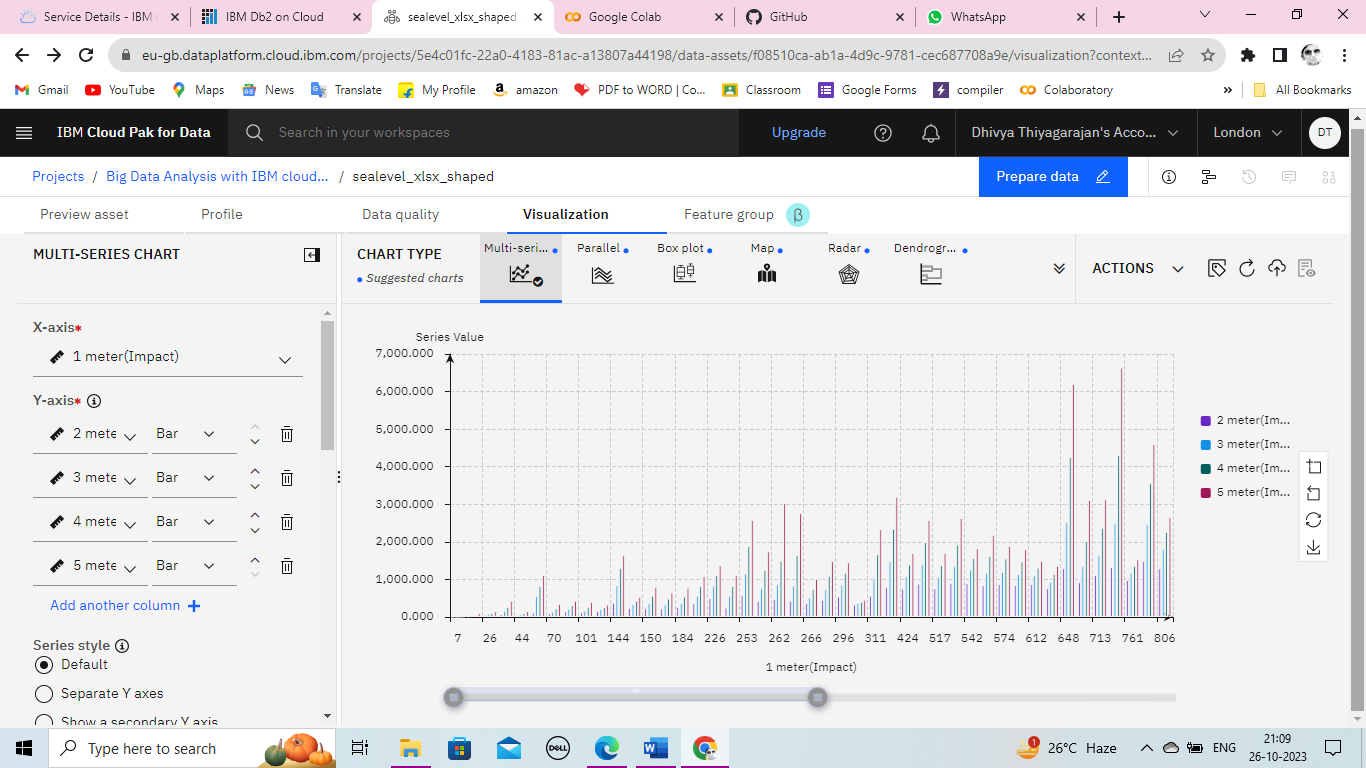 Service Details - IBM
IBM Db2 on Cloud
sealevel_xlsx_shaped
Google Colab
GitHub
WhatsApp
eu-gb.dataplatform.cloud.ibm.com/projects/5e4c01fc-22a0-4183-81ac-a13807a44198/data-assets/f08510ca-ab1a-4d9c-9781-cec687708a9e/visualization?context...
Gmail YouTube Maps News Translate My Profile amazon PDF to WORD | Co... Classroom Google Forms compiler Colaboratory » All Bookmarks
IBM Cloud Pak for Data Search in your workspaces Upgrade Dhivya Thiyagarajan's Acco... London DT
Projects / Big Data Analysis with IBM cloud... / sealevel_xlsx_shaped Prepare data
Preview asset Profile Data quality Visualization Feature group β
MULTI-SERIES CHART
CHART TYPE
Suggested charts
Multi-seri... Parallel Box plot Map Radar Dendrogr...
ACTIONS
X-axis*
1 meter(Impact)
Y-axis*
2 mete Bar
3 mete Bar
4 mete Bar
5 mete Bar
Add another column +
Series style
Default
Separate Y axes
Show a secondary Y axis
Series Value
7,000.000
6,000.000
5,000.000
4,000.000
3,000.000
2,000.000
1,000.000
0.000
7 26 44 70 101 144 150 184 226 253 262 266 296 311 424 517 542 574 612 648 713 761 806
1 meter(Impact)
2 meter(Im...
3 meter(Im...
4 meter(Im...
5 meter(Im...
Type here to search
DELL
W
1
26°C Haze
ENG
21:09
26-10-2023